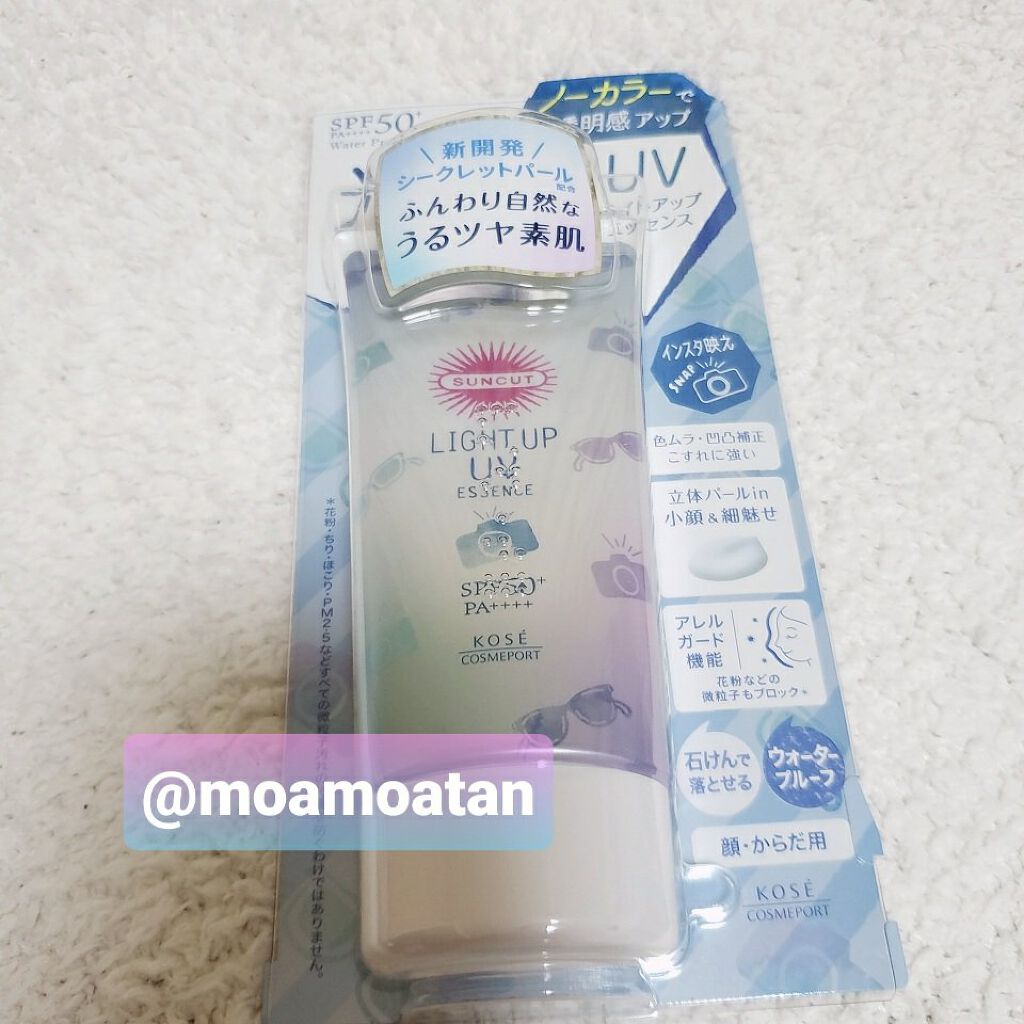 SPF50+
PA++++
Water Pr
ノーカラーで
明感アップ
UV
イトアップ
エッセンス
新開発
シークレットパール
配合
ふんわり自然な
うるツヤ素肌
SUNCUT
LIGHT UP
UV
ESSENCE
SPF50+
PA++++
KOSÉ
COSMEPORT
インスタ映え
SNAP
色ムラ・凹凸補正
こすれに強い
立体パールin
小顔&細魅せ
アレル
ガード
機能
花粉などの
微粒子もブロック*
石けんで
落とせる
ウォーター
プルーフ
顔・からだ用
KOSÉ
COSMEPORT
*花粉・ちり・ほこり・PM2.5などすべての微粒子
わけではありません。
@moamoatan